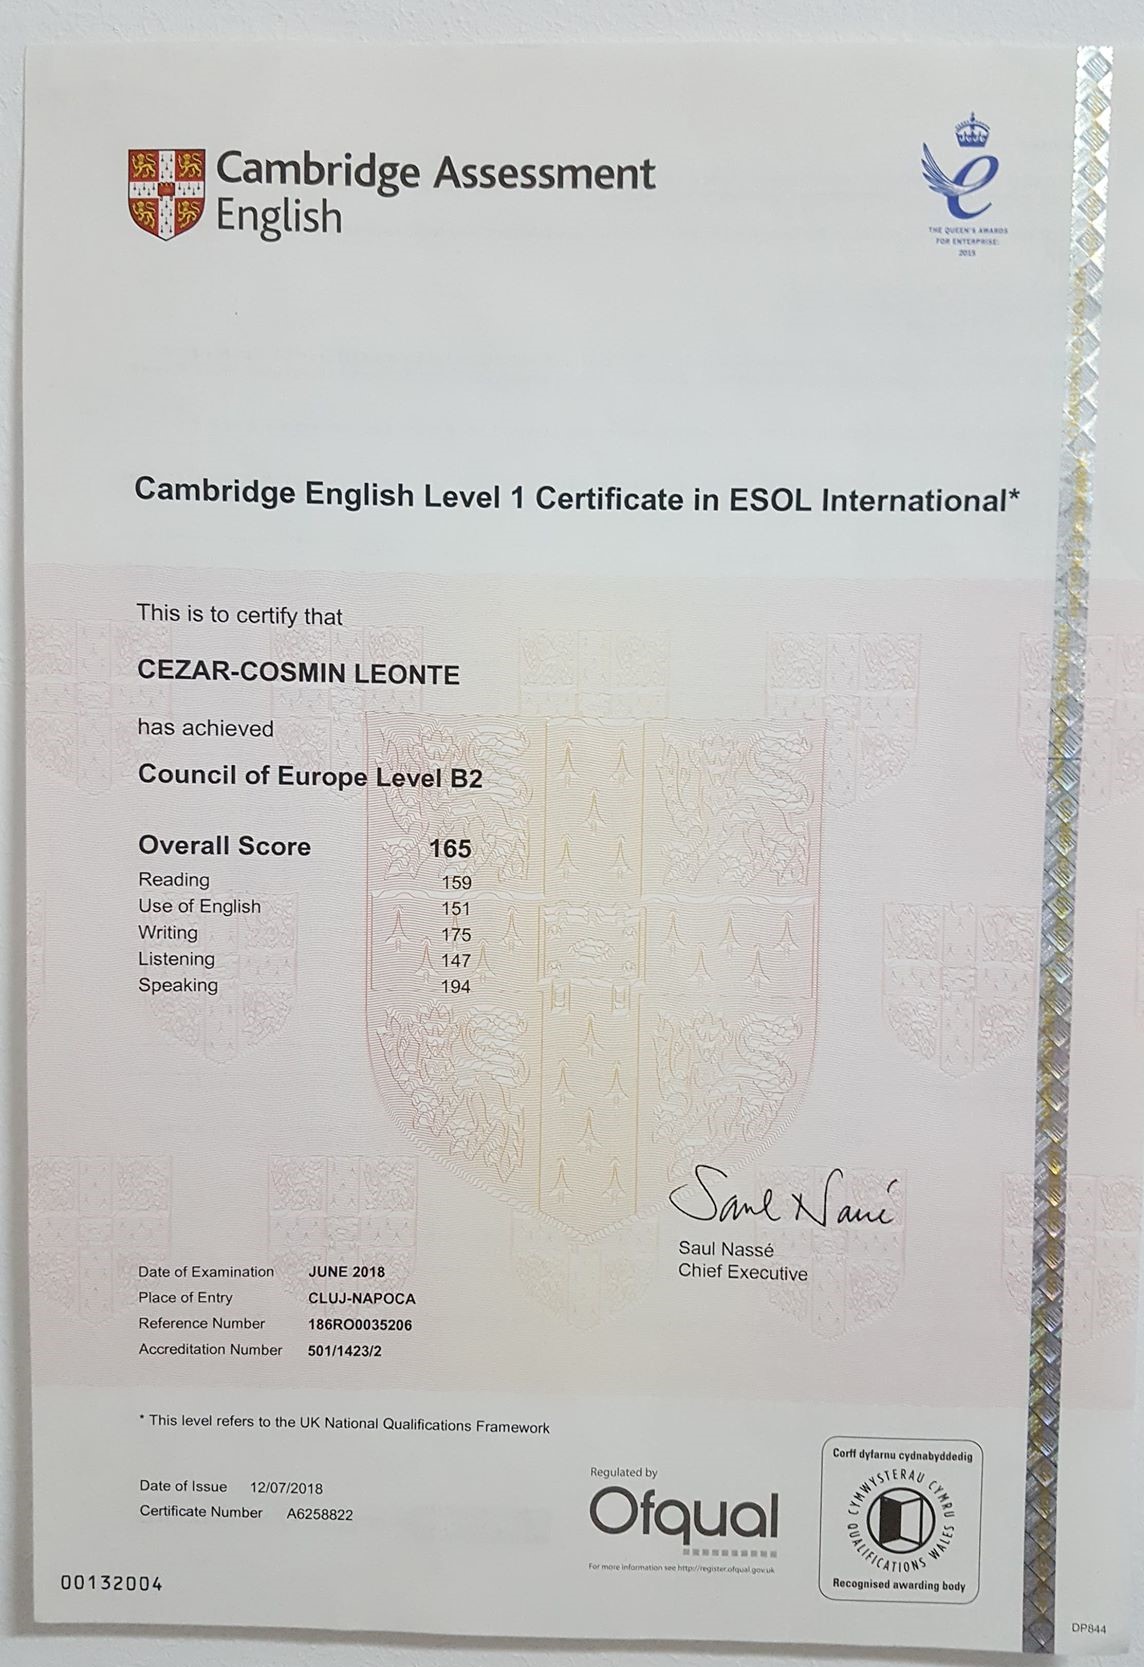 Cambridge Assessment
English
THE QUEEN'S AWARDS
FOR ENTERPRISE:
2015
Cambridge English Level 1 Certificate in ESOL International*
This is to certify that
CEZAR-COSMIN LEONTE
has achieved
Council of Europe Level B2
Overall Score 165
Reading 159
Use of English 151
Writing 175
Listening 147
Speaking 194
Saul Nassé
Saul Nassé
Chief Executive
Date of Examination JUNE 2018
Place of Entry CLUJ-NAPOCA
Reference Number 186RO0035206
Accreditation Number 501/1423/2
* This level refers to the UK National Qualifications Framework
Date of Issue 12/07/2018
Certificate Number A6258822
Regulated by
Ofqual
For more information see http://register.ofqual.gov.uk
Corff dyfarnu cydnabyddedig
CYMWYSTERAU CYMRU
QUALIFICATIONS WALES
Recognised awarding body
00132004
DP844